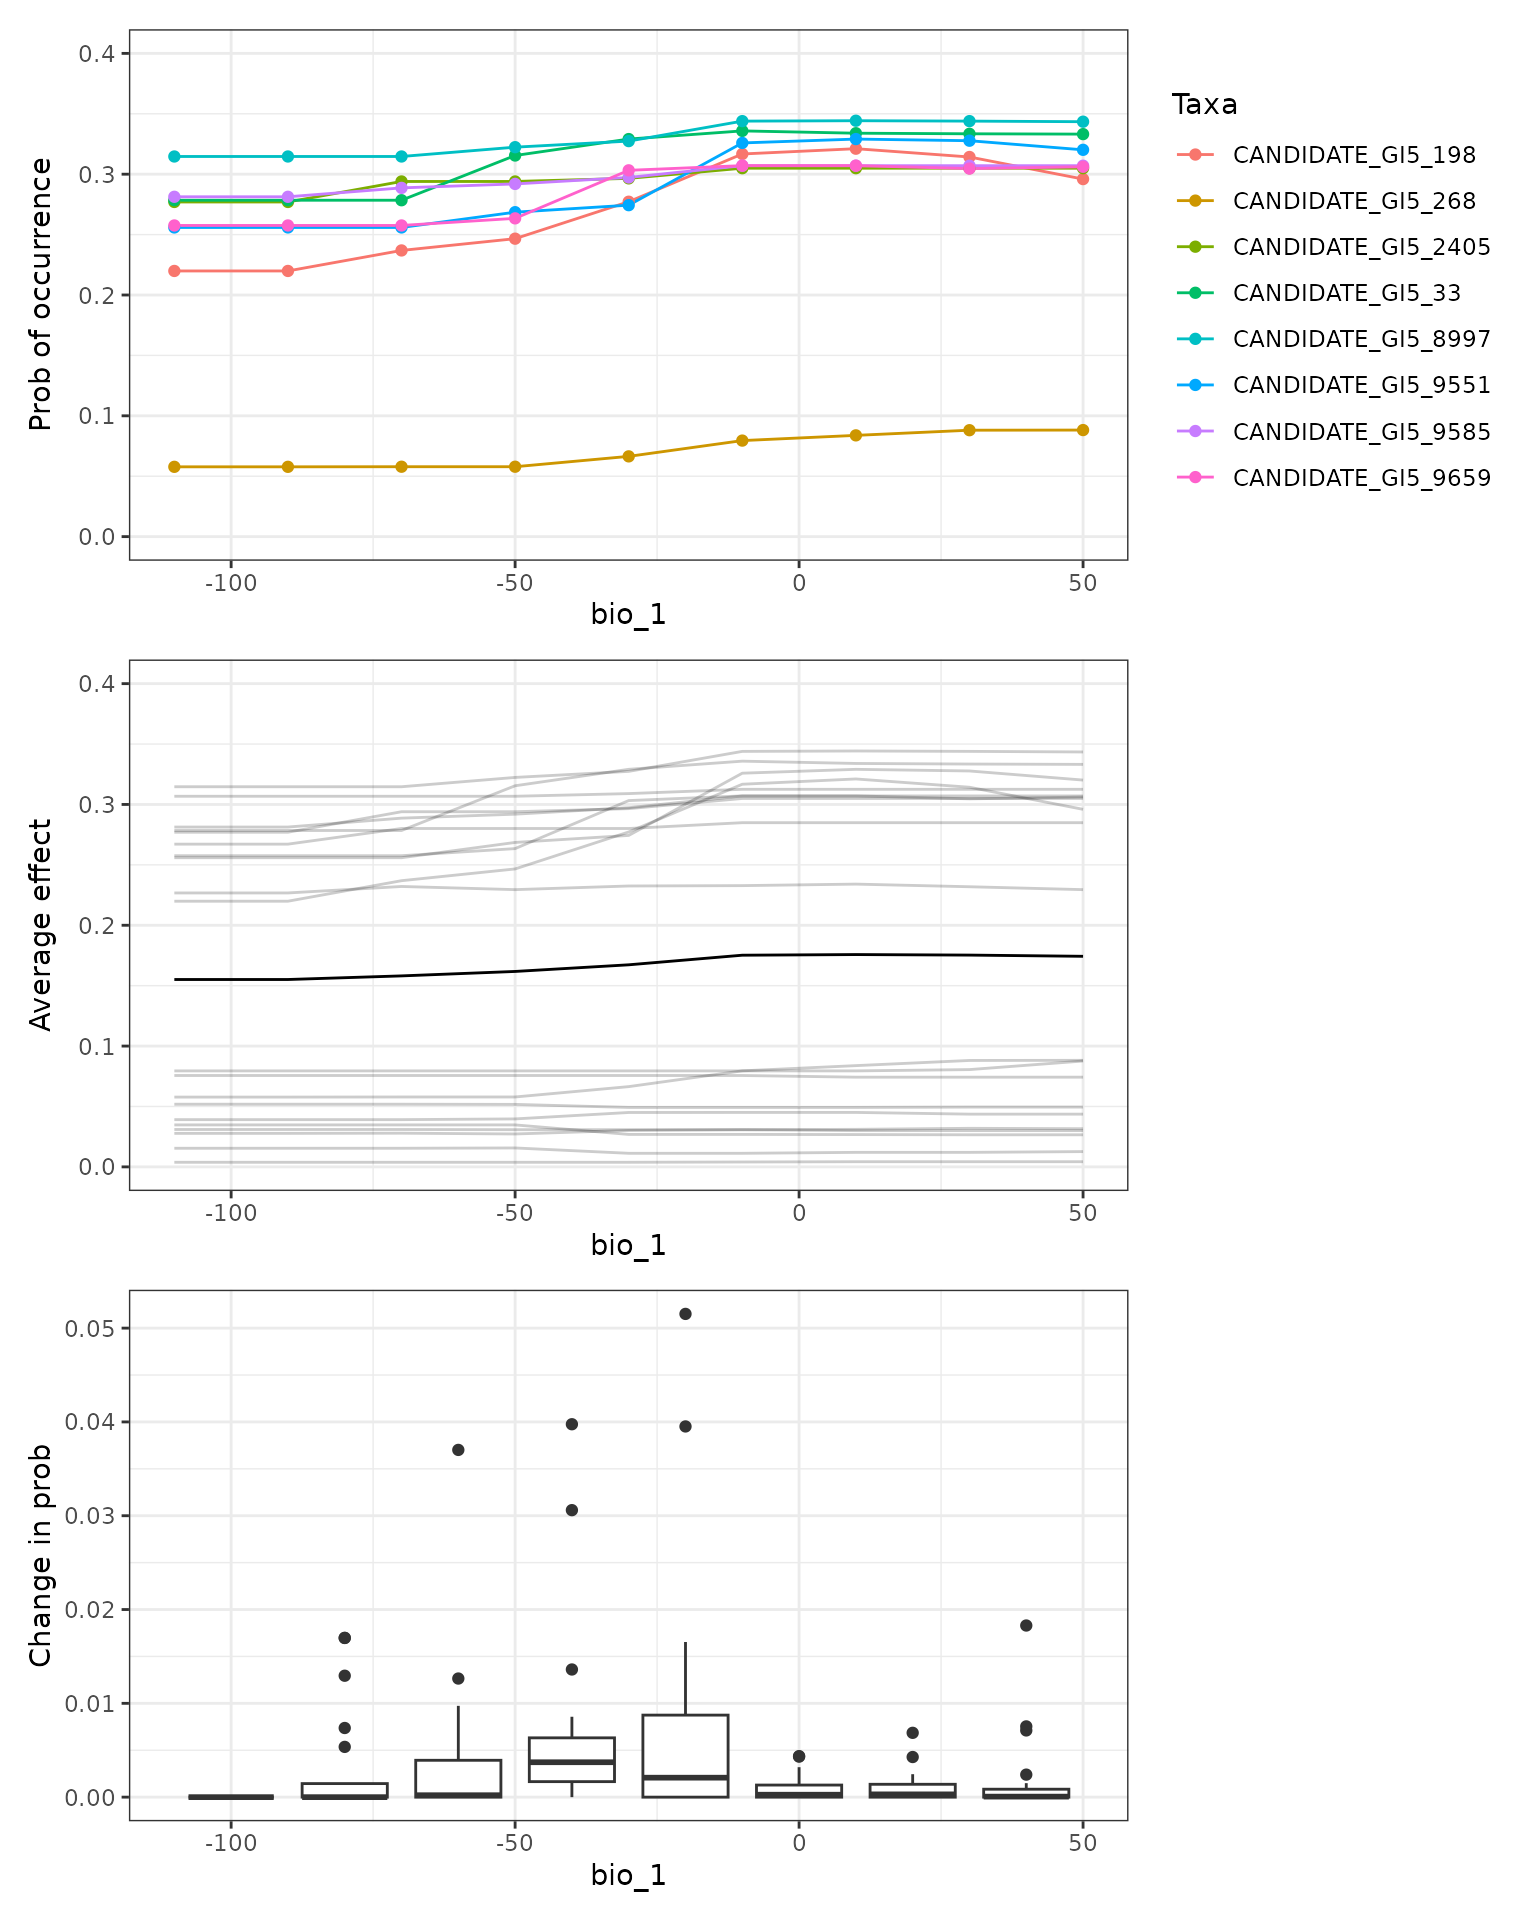 0.4
0.3
0.2
0.1
0.0
Prob of occurrence
-100 -50 0 50
bio_1
Taxa
CANDIDATE_GI5_198
CANDIDATE_GI5_268
CANDIDATE_GI5_2405
CANDIDATE_GI5_33
CANDIDATE_GI5_8997
CANDIDATE_GI5_9551
CANDIDATE_GI5_9585
CANDIDATE_GI5_9659
0.4
0.3
0.2
0.1
0.0
Average effect
-100 -50 0 50
bio_1
0.05
0.04
0.03
0.02
0.01
0.00
Change in prob
-100 -50 0 50
bio_1